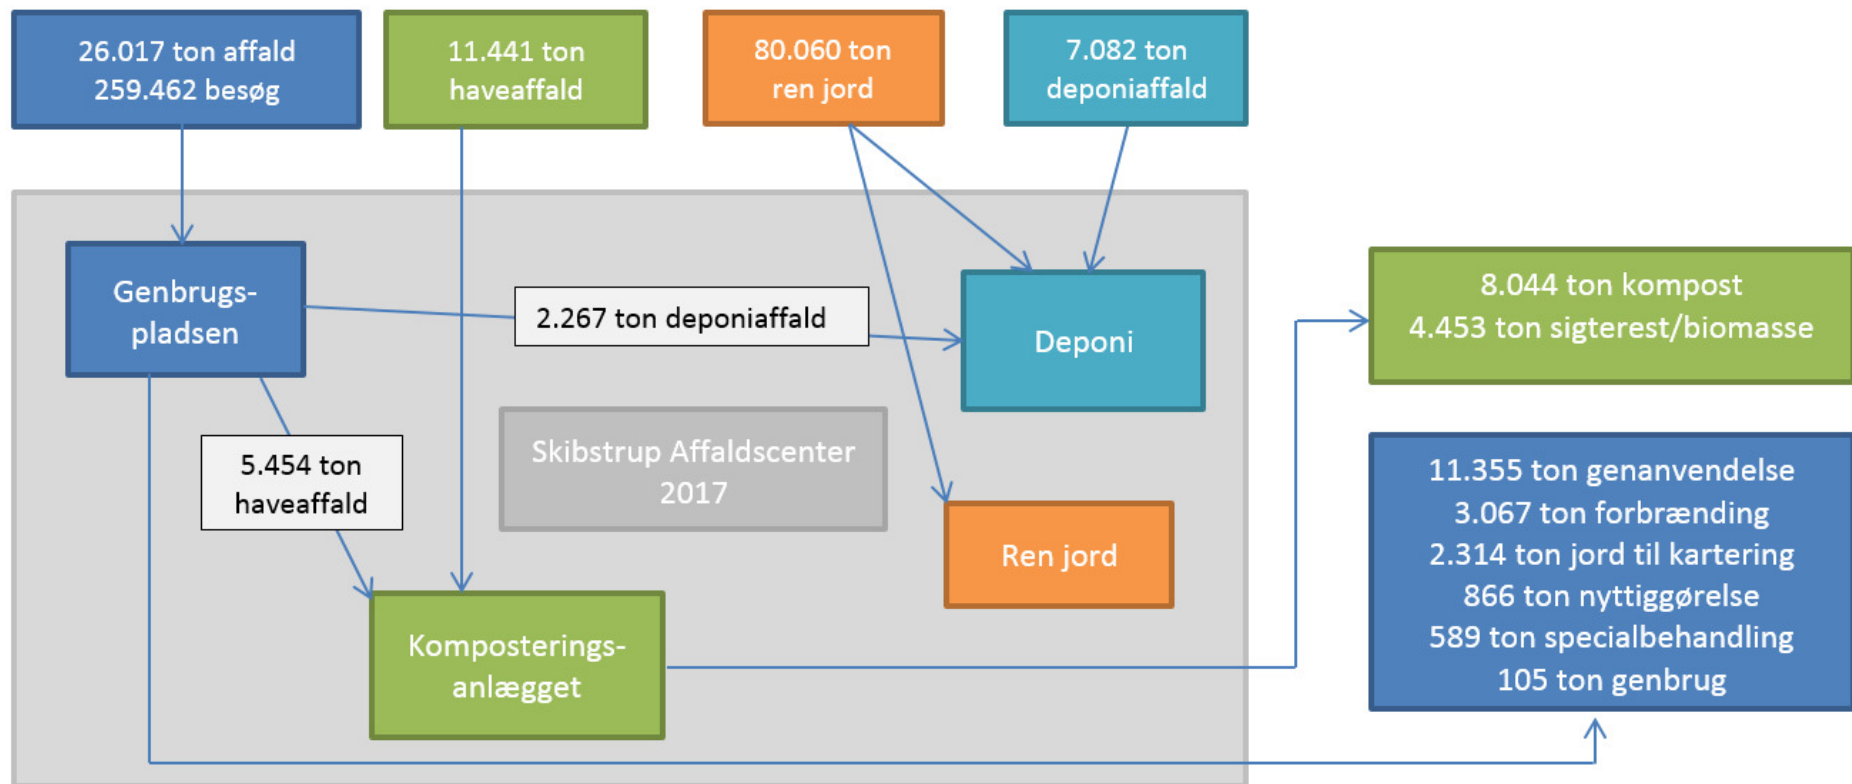 26.017 ton affald
259.462 besøg
11.441 ton
haveaffald
80.060 ton
ren jord
7.082 ton
deponiaffald
Genbrugs-
pladsen
2.267 ton deponiaffald
Deponi
8.044 ton kompost
4.453 ton sigterest/biomasse
5.454 ton
haveaffald
Skibstrup Affaldscenter
2017
Ren jord
Komposterings-
anlægget
11.355 ton genanvendelse
3.067 ton forbrænding
2.314 ton jord til kartering
866 ton nyttiggørelse
589 ton specialbehandling
105 ton genbrug